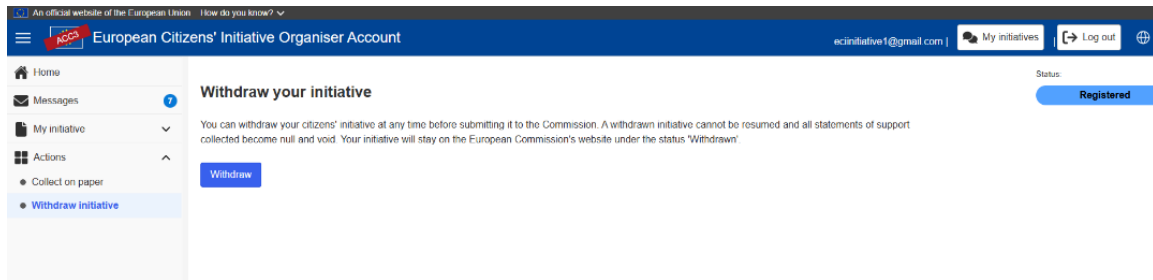 An official website of the European Union How do you know?
ACC3
European Citizens' Initiative Organiser Account
eciinitiative1@gmail.com |
My initiatives
|
Log out
Home
Messages
7
My initiative
Actions
Collect on paper
Withdraw initiative
Status:
Registered
Withdraw your initiative
You can withdraw your citizens' initiative at any time before submitting it to the Commission. A withdrawn initiative cannot be resumed and all statements of support
collected become null and void. Your initiative will stay on the European Commission's website under the status 'Withdrawn'.
Withdraw